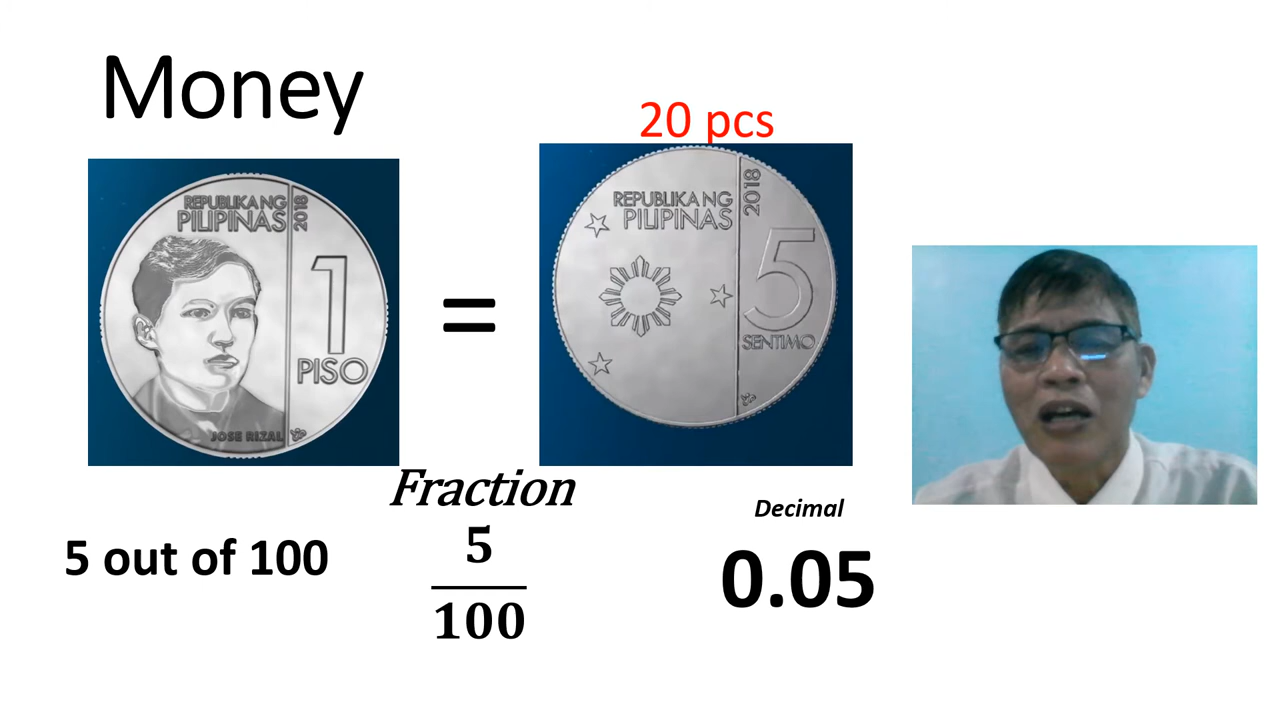 Money
20 pcs
REPUBLIKA NG
PILIPINAS
2018
1
PISO
JOSE RIZAL
=
REPUBLIKA NG
PILIPINAS
2018
5
SENTIMO
Fraction
5
100
5 out of 100
Decimal
0.05